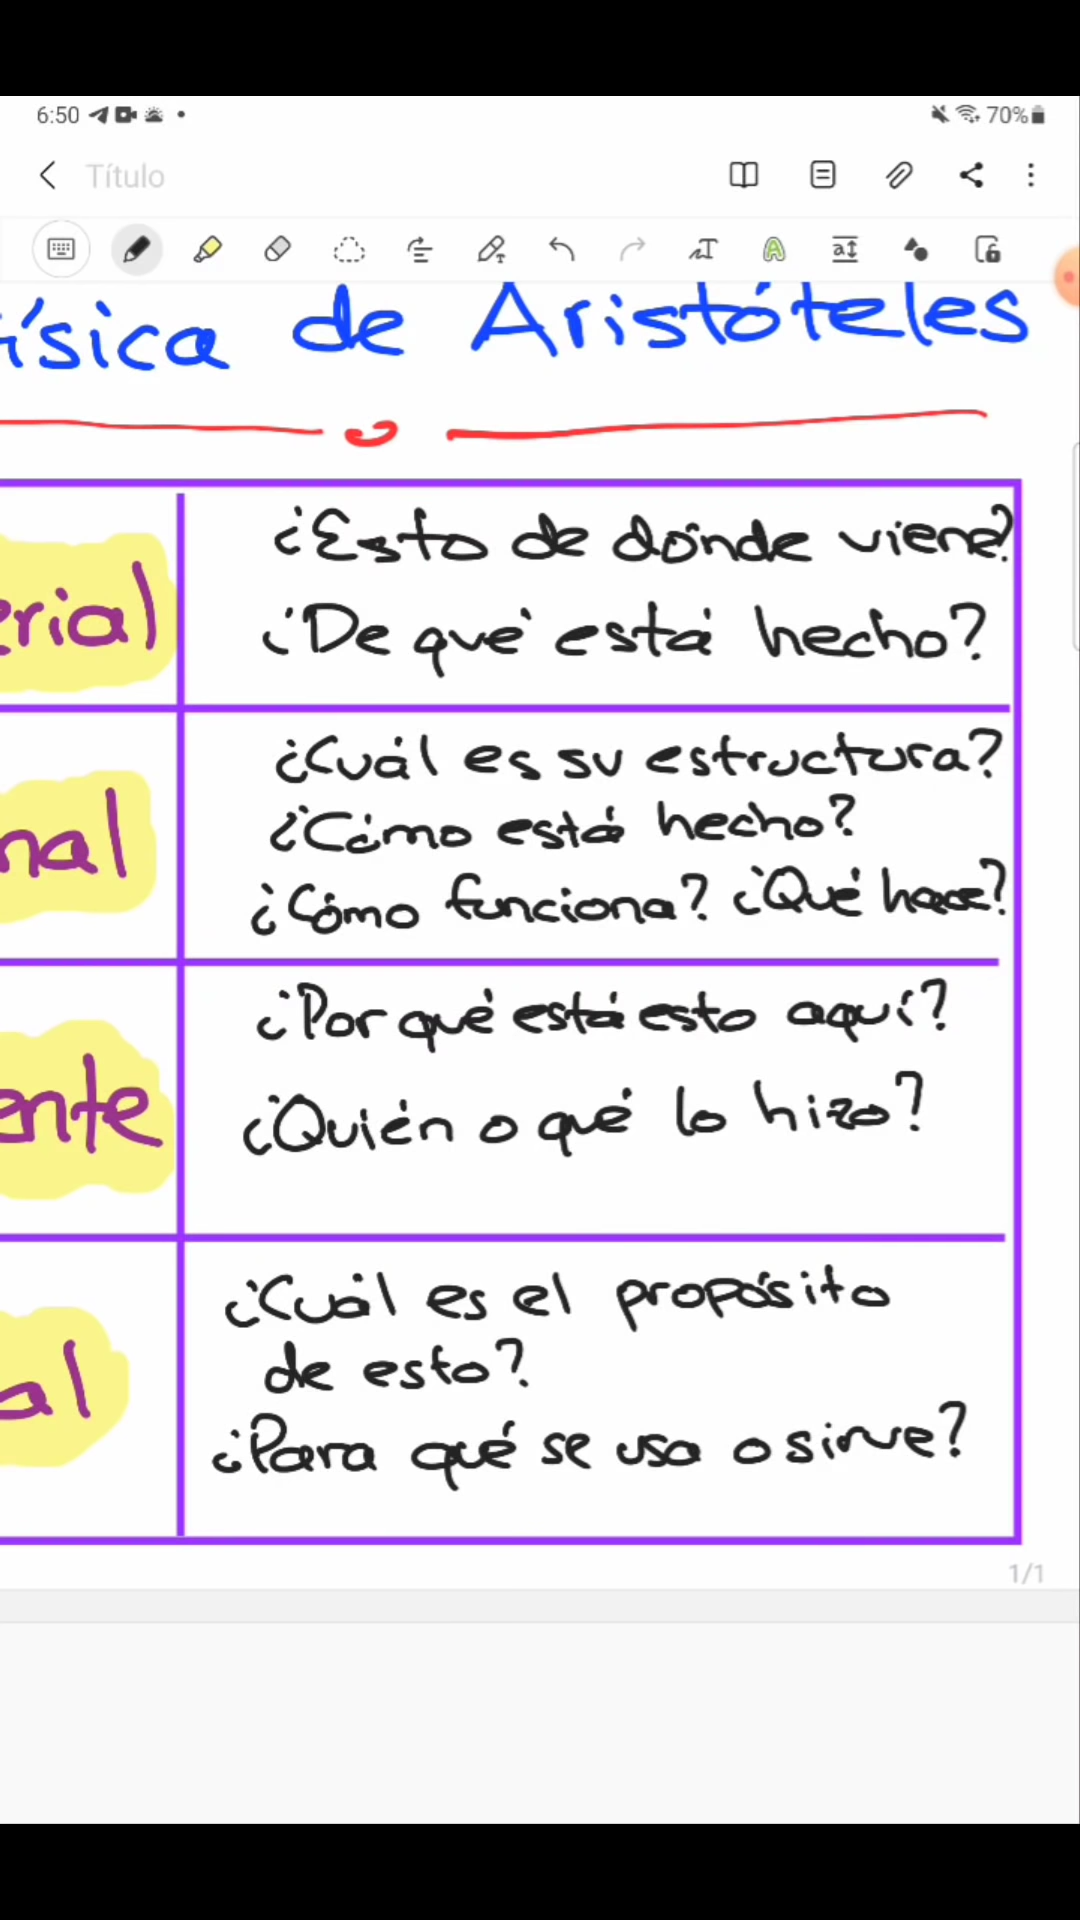 6:50
70%
Título
ísica de Aristóteles
erial
¿Esto de dónde viene?
¿De qué está hecho?
nal
¿Cuál es su estructura?
¿Cómo está hecho?
¿Cómo funciona? ¿Qué hace?
ente
¿Por qué está esto aquí?
¿Quién o qué lo hizo?
al
¿Cuál es el propósito
de esto?
¿Para qué se usa o sirve?
1/1